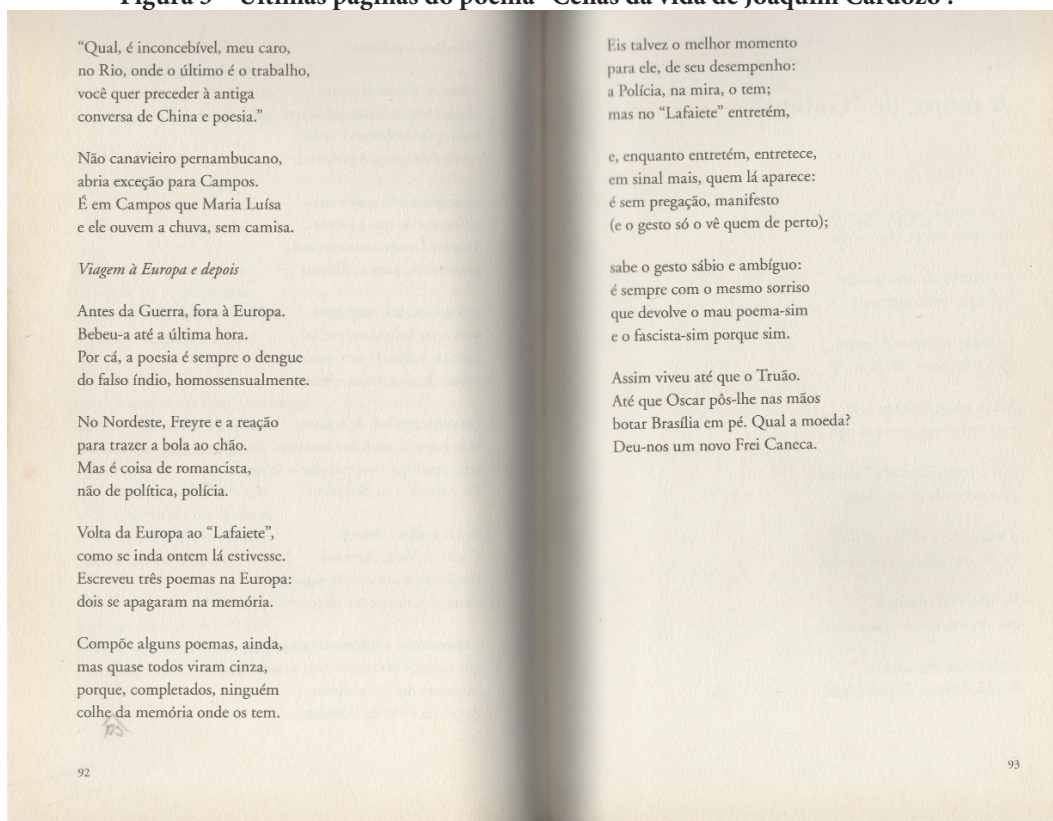 Figura 3 – Últimas páginas do poema "Cenas da vida de Joaquim Cardozo".
“Qual, é inconcebível, meu caro,
no Rio, onde o último é o trabalho,
você quer preceder à antiga
conversa de China e poesia.”
Não canavieiro pernambucano,
abria exceção para Campos.
É em Campos que Maria Luísa
e ele ouvem a chuva, sem camisa.
Viagem à Europa e depois
Antes da Guerra, fora à Europa.
Bebeu-a até a última hora.
Por cá, a poesia é sempre o dengue
do falso índio, homossensualmente.
No Nordeste, Freyre e a reação
para trazer a bola ao chão.
Mas é coisa de romancista,
não de política, polícia.
Volta da Europa ao “Lafaiete”,
como se inda ontem lá estivesse.
Escreveu três poemas na Europa:
dois se apagaram na memória.
Compõe alguns poemas, ainda,
mas quase todos viram cinza,
porque, completados, ninguém
colhe da memória onde os tem.
92
Eis talvez o melhor momento
para ele, de seu desempenho:
a Polícia, na mira, o tem;
mas no “Lafaiete” entretém,
e, enquanto entretém, entretece,
em sinal mais, quem lá aparece:
é sem pregação, manifesto
(e o gesto só o vê quem de perto);
sabe o gesto sábio e ambíguo:
é sempre com o mesmo sorriso
que devolve o mau poema-sim
e o fascista-sim porque sim.
Assim viveu até que o Truão.
Até que Oscar pôs-lhe nas mãos
botar Brasília em pé. Qual a moeda?
Deu-nos um novo Frei Caneca.
93